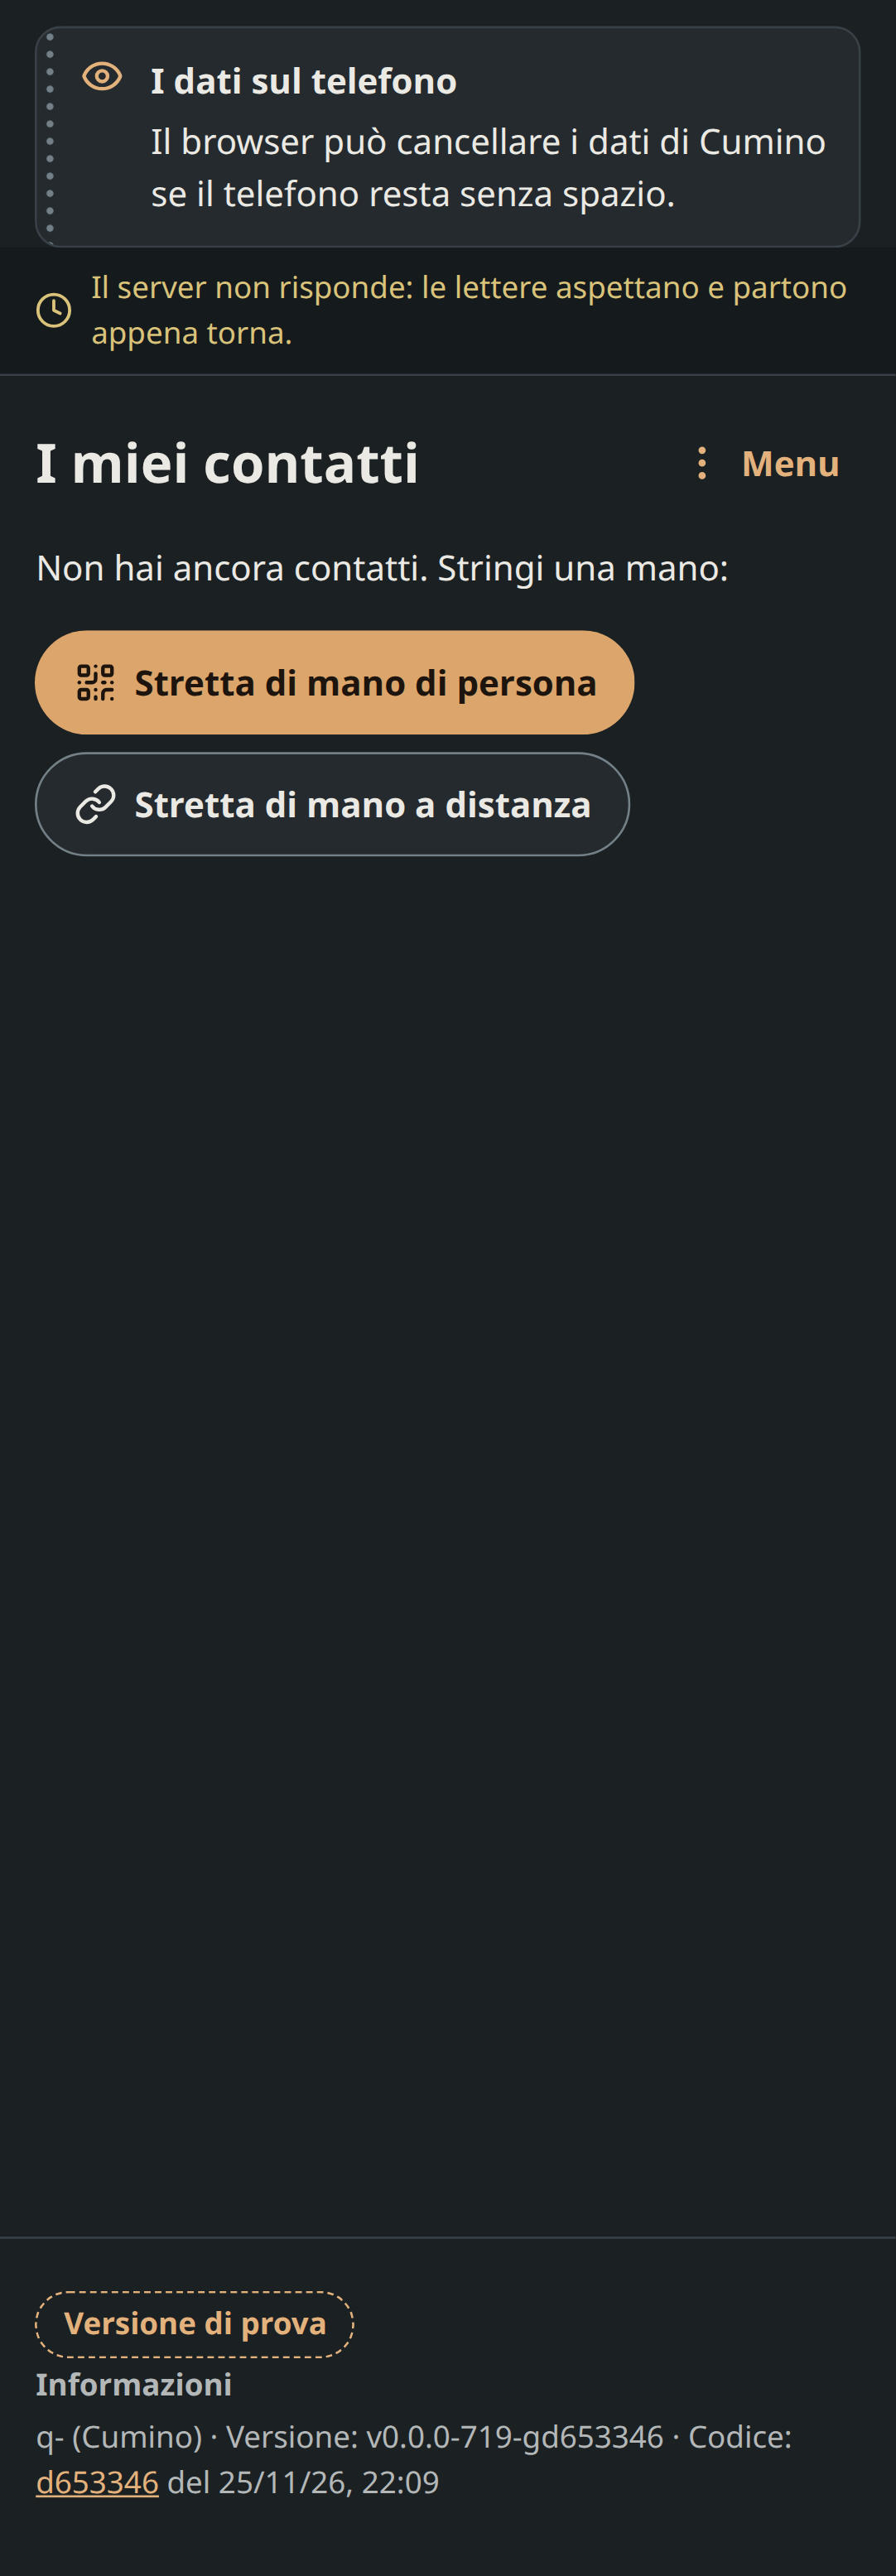 I dati sul telefono
Il browser può cancellare i dati di Cumino
se il telefono resta senza spazio.
Il server non risponde: le lettere aspettano e partono
appena torna.
I miei contatti
Menu
Non hai ancora contatti. Stringi una mano:
Stretta di mano di persona
Stretta di mano a distanza
Versione di prova
Informazioni
q- (Cumino) · Versione: v0.0.0-719-gd653346 · Codice:
d653346 del 25/11/26, 22:09